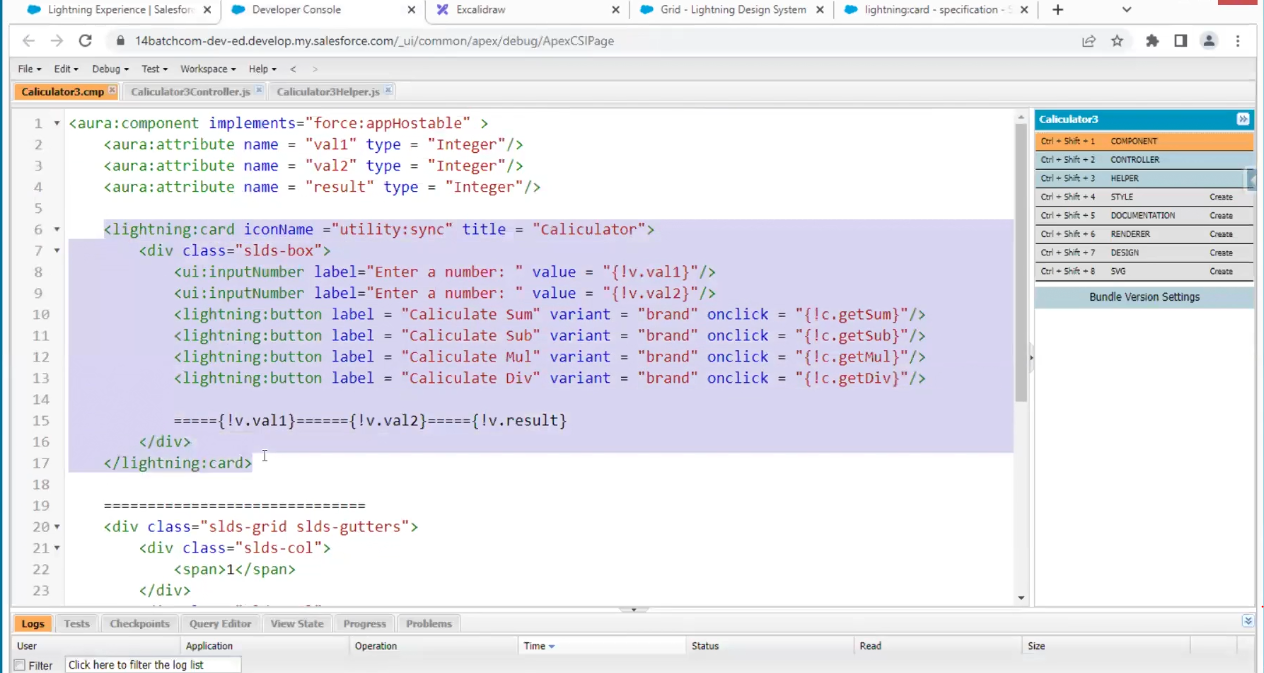 Lightning Experience | Salesfor
Developer Console
Excalidraw
Grid - Lightning Design System
lightning:card - specification - S
14batchcom-dev-ed.develop.my.salesforce.com/_ui/common/apex/debug/ApexCSIPage
File Edit Debug Test Workspace Help < >
Caliculator3.cmp Caliculator3Controller.js Caliculator3Helper.js
1 <aura:component implements="force:appHostable" >
2 <aura:attribute name = "val1" type = "Integer"/>
3 <aura:attribute name = "val2" type = "Integer"/>
4 <aura:attribute name = "result" type = "Integer"/>
5
6 <lightning:card iconName ="utility:sync" title = "Caliculator">
7 <div class="slds-box">
8 <ui:inputNumber label="Enter a number: " value = "{!v.val1}"/>
9 <ui:inputNumber label="Enter a number: " value = "{!v.val2}"/>
10 <lightning:button label = "Caliculate Sum" variant = "brand" onclick = "{!c.getSum}"/>
11 <lightning:button label = "Caliculate Sub" variant = "brand" onclick = "{!c.getSub}"/>
12 <lightning:button label = "Caliculate Mul" variant = "brand" onclick = "{!c.getMul}"/>
13 <lightning:button label = "Caliculate Div" variant = "brand" onclick = "{!c.getDiv}"/>
14
15 ====={!v.val1}======{!v.val2}====={!v.result}
16 </div>
17 </lightning:card>
18
19 ==============================
20 <div class="slds-grid slds-gutters">
21 <div class="slds-col">
22 <span>1</span>
23 </div>
Caliculator3
Ctrl + Shift + 1 COMPONENT
Ctrl + Shift + 2 CONTROLLER
Ctrl + Shift + 3 HELPER
Ctrl + Shift + 4 STYLE Create
Ctrl + Shift + 5 DOCUMENTATION Create
Ctrl + Shift + 6 RENDERER Create
Ctrl + Shift + 7 DESIGN Create
Ctrl + Shift + 8 SVG Create
Bundle Version Settings
Logs Tests Checkpoints Query Editor View State Progress Problems
User Application Operation Time Status Read Size
Filter Click here to filter the log list